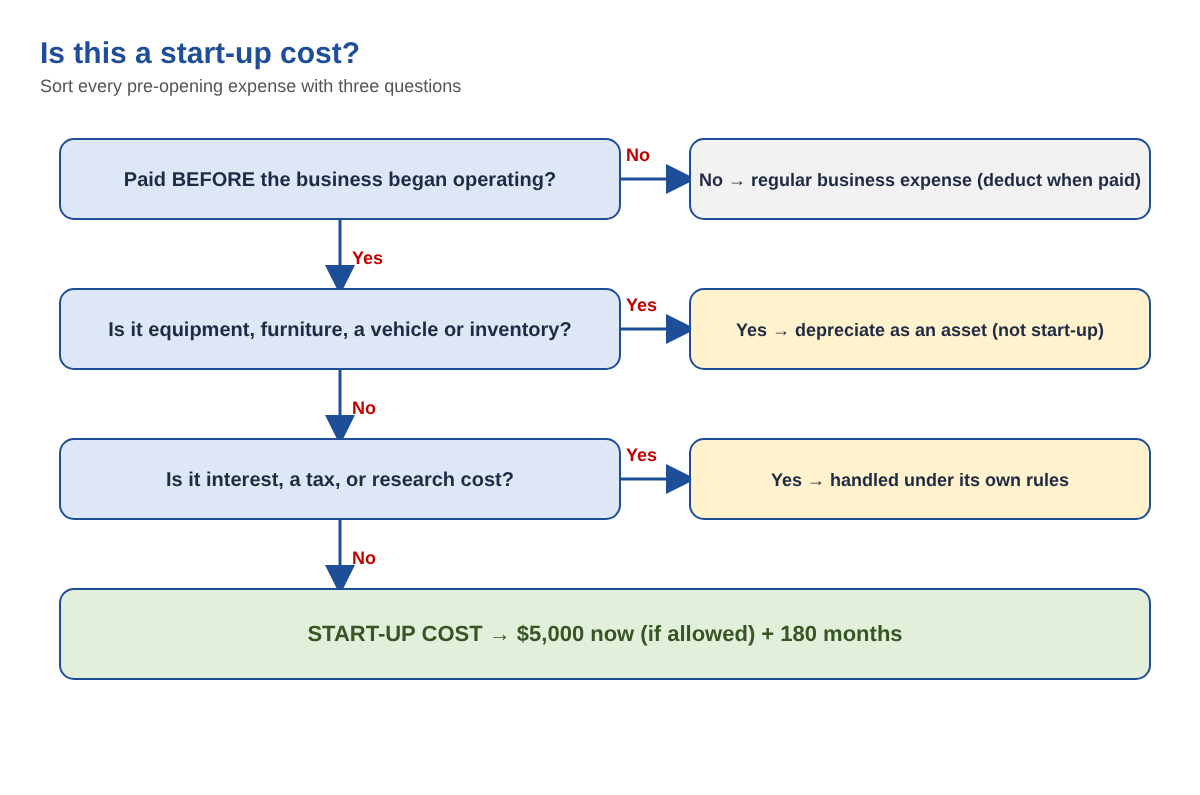 Is this a start-up cost?
Sort every pre-opening expense with three questions
Paid BEFORE the business began operating?
No
No → regular business expense (deduct when paid)
Yes
Is it equipment, furniture, a vehicle or inventory?
Yes
Yes → depreciate as an asset (not start-up)
No
Is it interest, a tax, or research cost?
Yes
Yes → handled under its own rules
No
START-UP COST → $5,000 now (if allowed) + 180 months